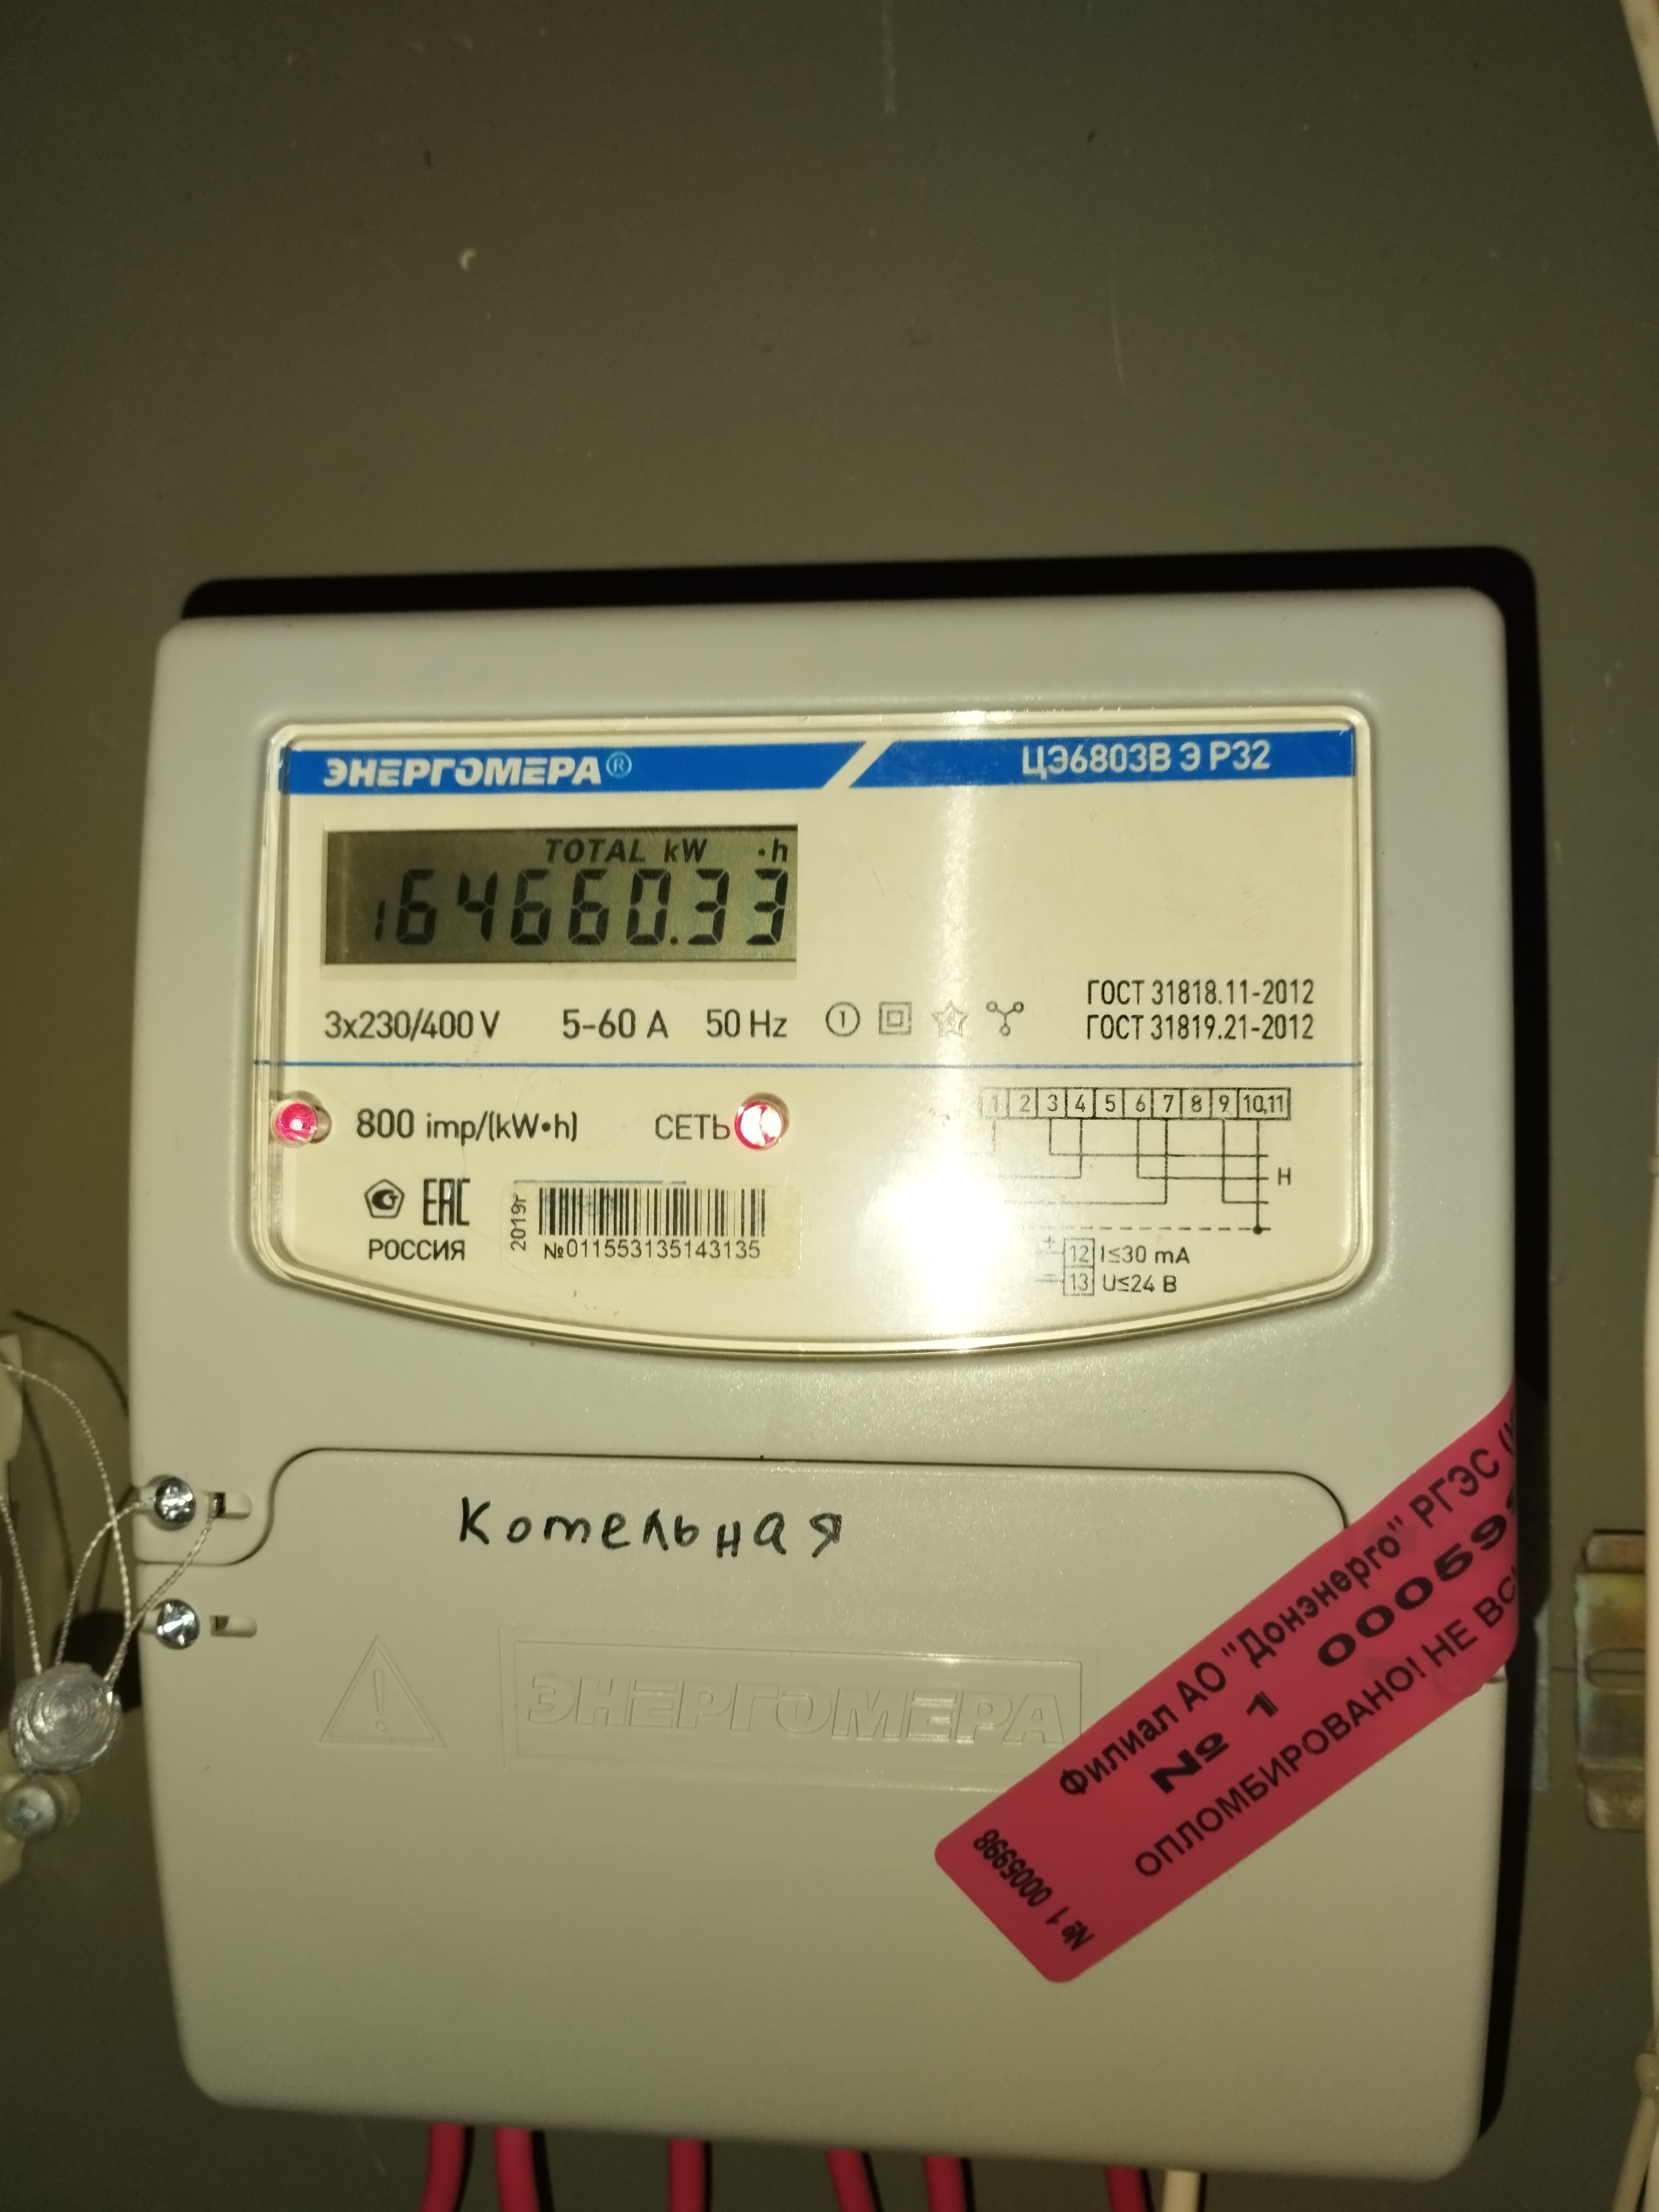 ЭНЕРГОМЕРА®
ЦЭ6803В Э Р32
TOTAL kW·h
64660.33
3x230/400 V 5-60 A 50 Hz
ГОСТ 31818.11-2012
ГОСТ 31819.21-2012
800 imp/(kW•h) СЕТЬ
1 2 3 4 5 6 7 8 9 10,11
Н
ЕАС
РОССИЯ
2019г
№011553135143135
12 I≤30 mA
13 U≤24 В
Котельная
ЭНЕРГОМЕРА
Филиал АО "Донэнерго" РГЭС
№ 1 00059
ОПЛОМБИРОВАНО! НЕ
№ 1 0005998